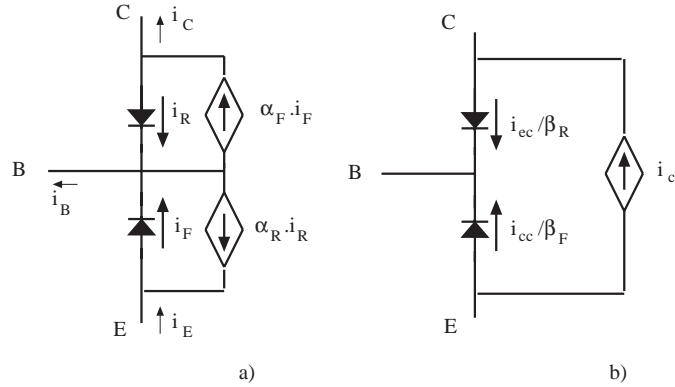 C
i_C
i_R
α_F.i_F
B
i_B
i_F
α_R.i_R
E
i_E
a)
C
i_ec/β_R
B
i_c
i_cc/β_F
E
b)